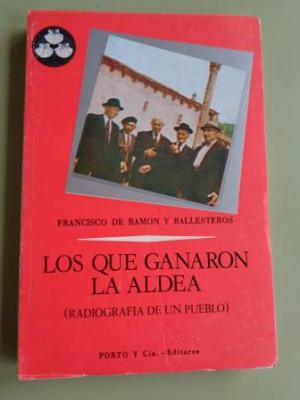 FRANCISCO DE RAMON Y BALLESTEROS
LOS QUE GANARON
LA ALDEA
(RADIOGRAFIA DE UN PUEBLO)
PORTO Y Cía.-Editores